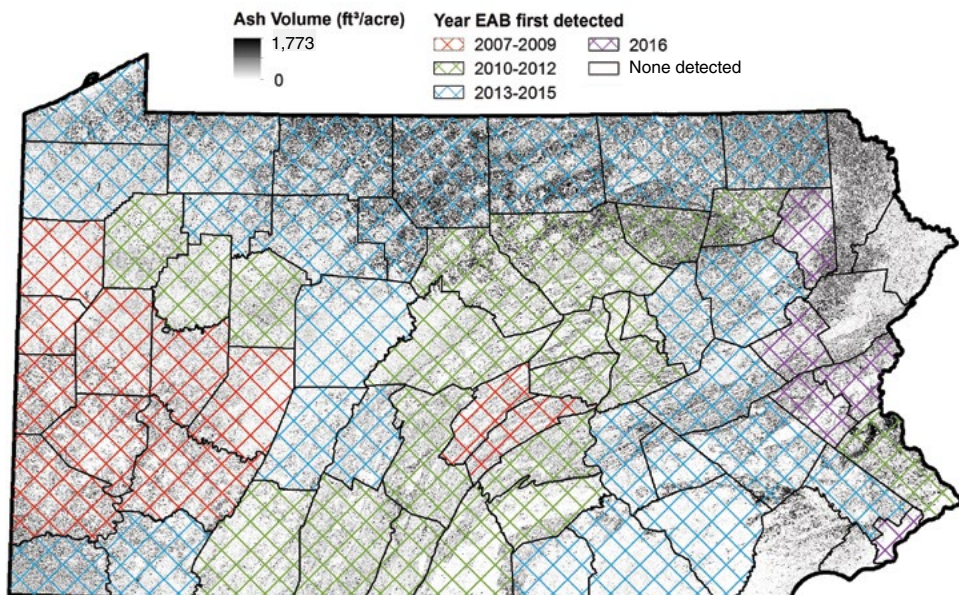 Ash Volume (ft³/acre)
1,773
0
Year EAB first detected
2007-2009
2010-2012
2013-2015
2016
None detected